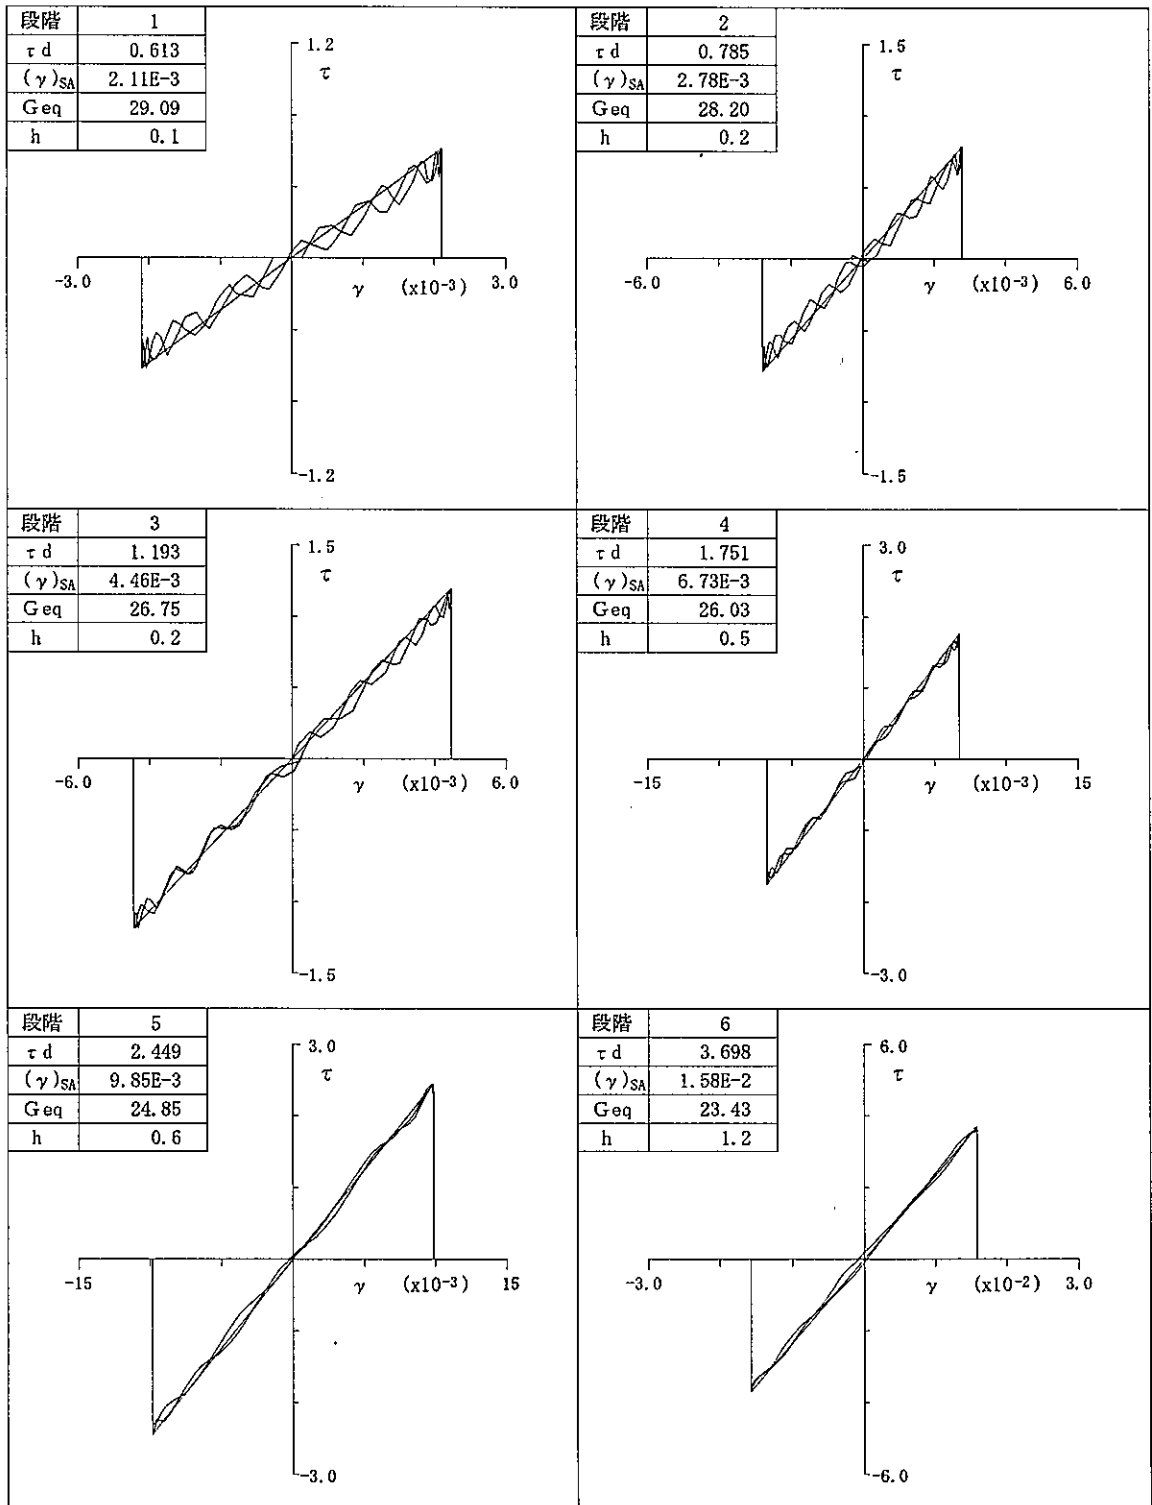 段階 1
τd 0.613
(γ)SA 2.11E-3
Geq 29.09
h 0.1
1.2
τ
-3.0
γ (x10-3) 3.0
-1.2
段階 2
τd 0.785
(γ)SA 2.78E-3
Geq 28.20
h 0.2
1.5
τ
-6.0
γ (x10-3) 6.0
-1.5
段階 3
τd 1.193
(γ)SA 4.46E-3
Geq 26.75
h 0.2
1.5
τ
-6.0
γ (x10-3) 6.0
-1.5
段階 4
τd 1.751
(γ)SA 6.73E-3
Geq 26.03
h 0.5
3.0
τ
-15
γ (x10-3) 15
-3.0
段階 5
τd 2.449
(γ)SA 9.85E-3
Geq 24.85
h 0.6
3.0
τ
-15
γ (x10-3) 15
-3.0
段階 6
τd 3.698
(γ)SA 1.58E-2
Geq 23.43
h 1.2
6.0
τ
-3.0
γ (x10-2) 3.0
-6.0